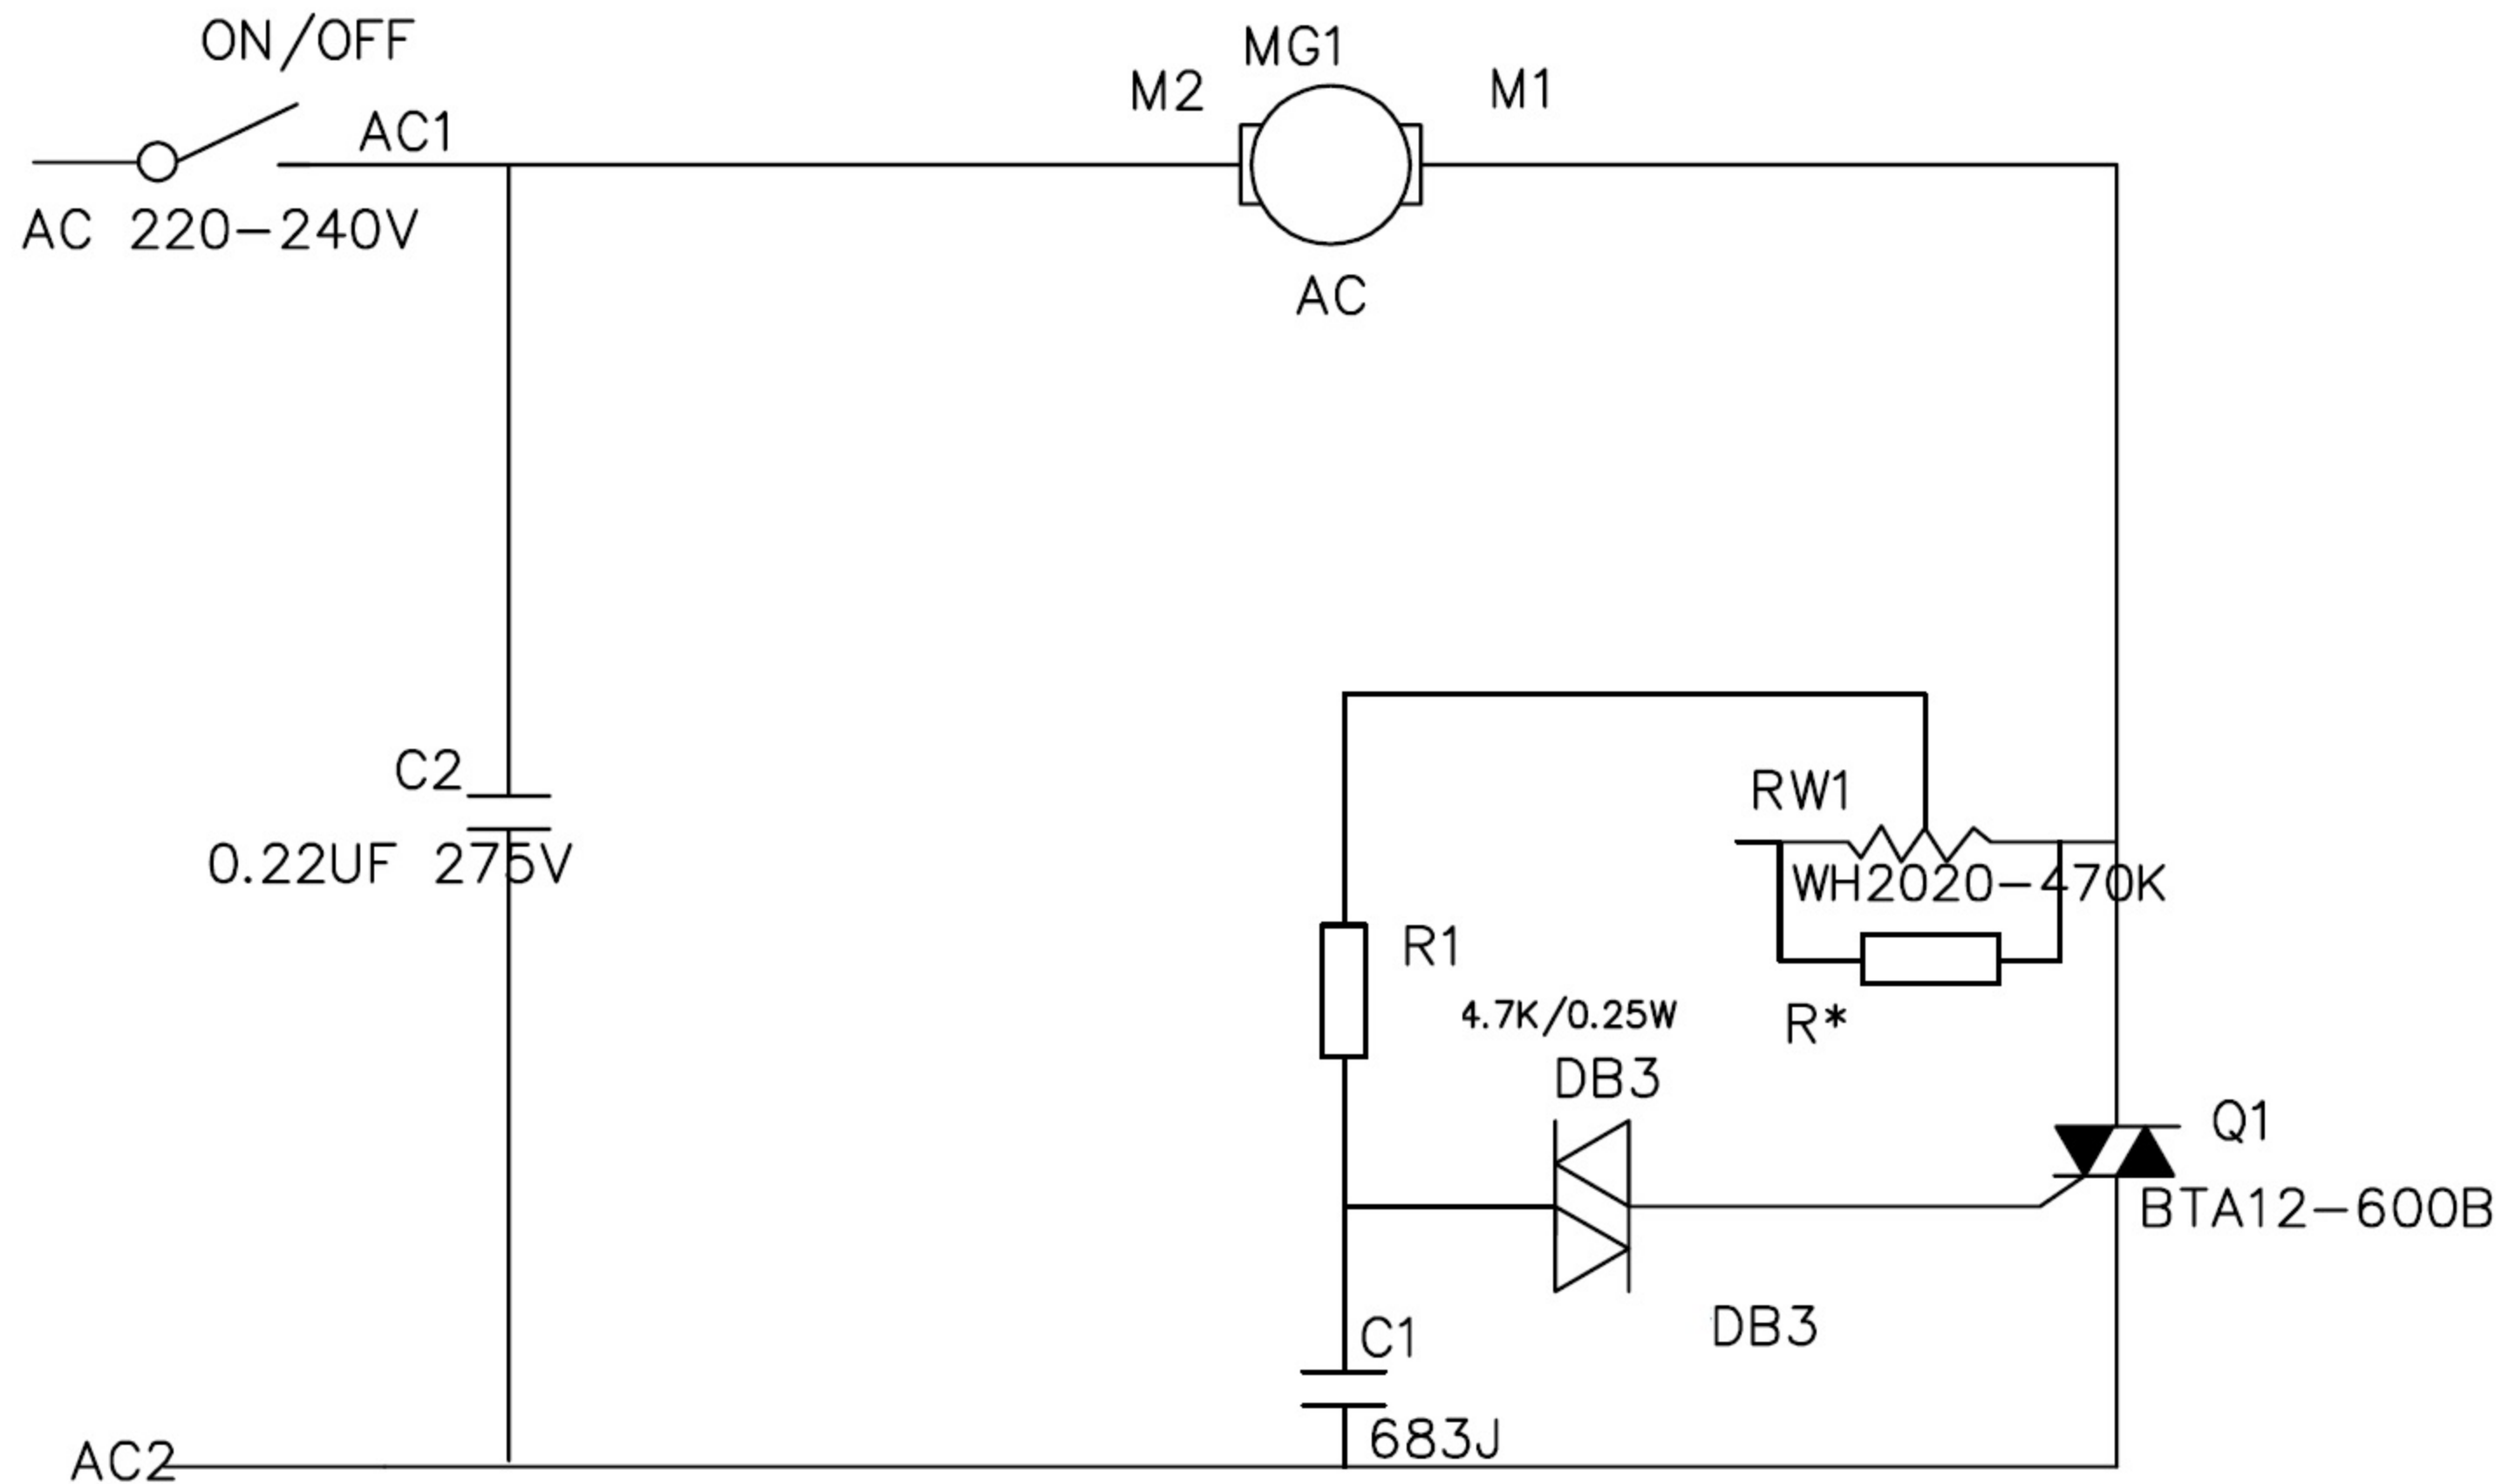 ON/OFF
MG1
M2
M1
AC1
AC 220-240V
AC
C2
RW1
0.22UF 275V
WH2020-470K
R1
4.7K/0.25W
R*
DB3
Q1
BTA12-600B
C1
DB3
683J
AC2